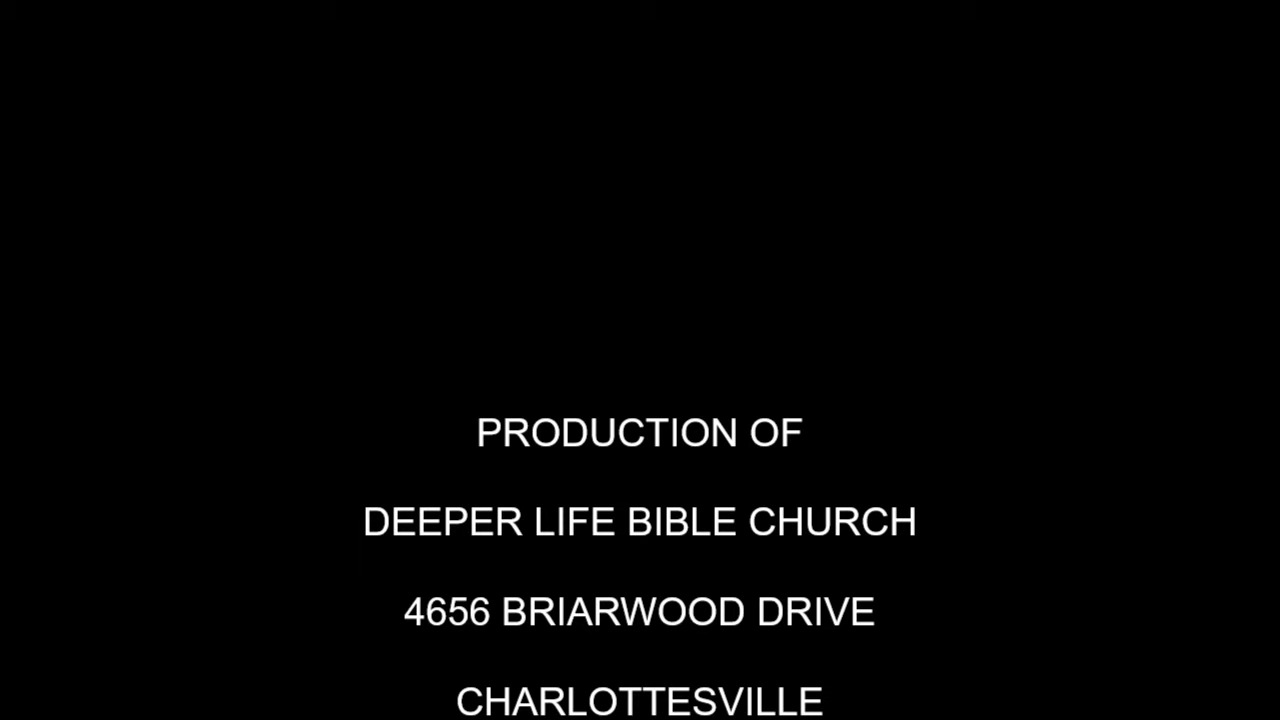 PRODUCTION OF
DEEPER LIFE BIBLE CHURCH
4656 BRIARWOOD DRIVE
CHARLOTTESVILLE